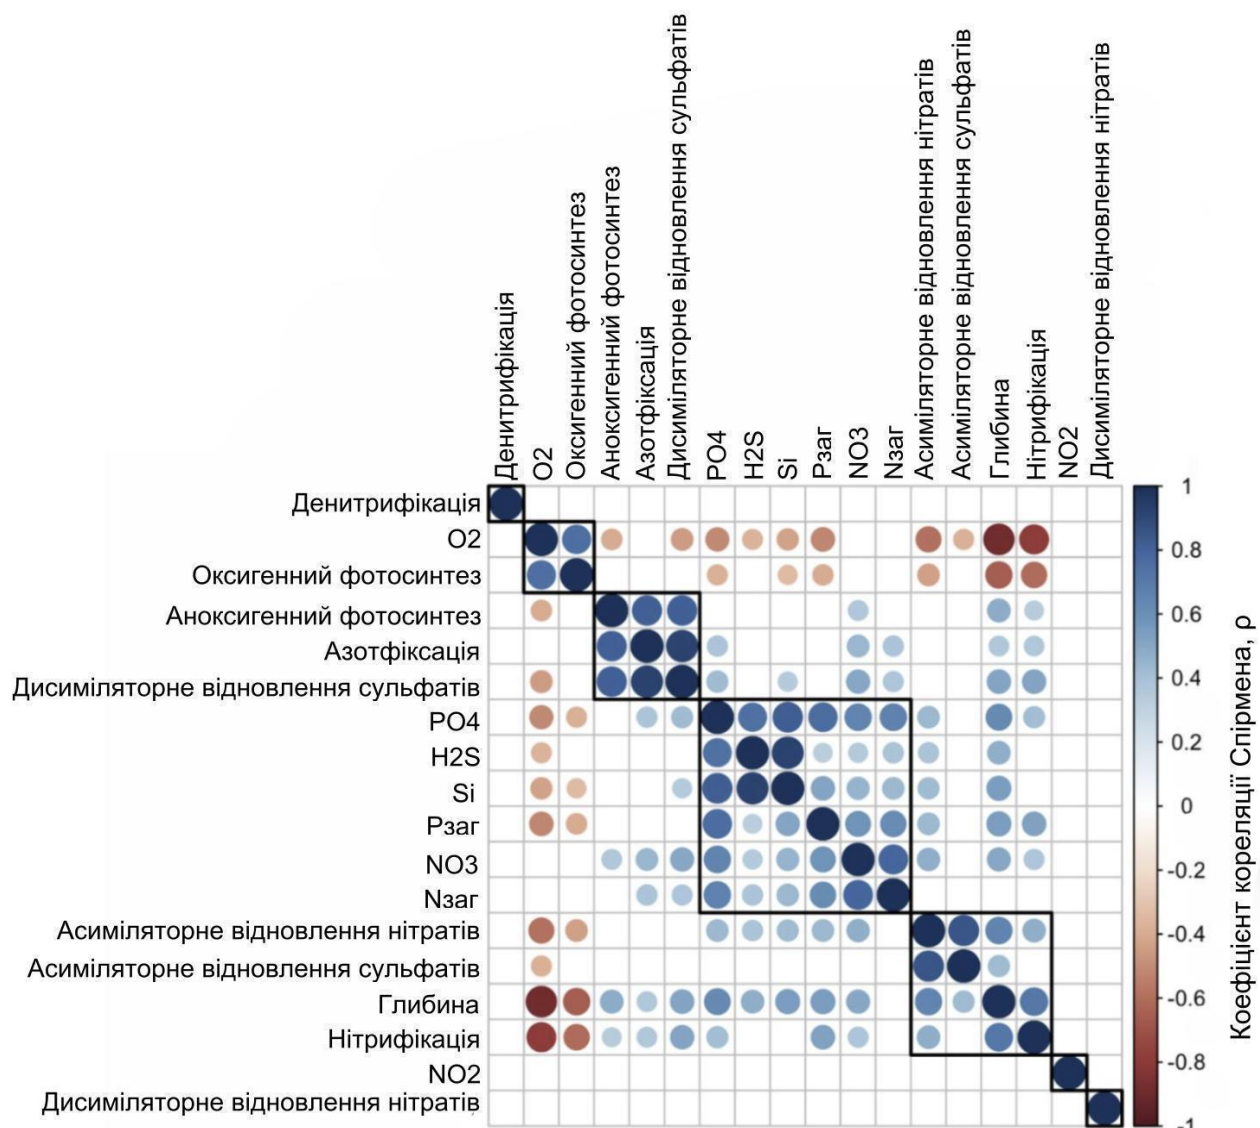 Денитрифікація
О2
Оксигенний фотосинтез
Аноксигенний фотосинтез
Азотфіксація
Дисиміляторне відновлення сульфатів
PO4
H2S
Si
Рзаг
NO3
Nзаг
Асиміляторне відновлення нітратів
Асиміляторне відновлення сульфатів
Глибина
Нітрифікація
NO2
Дисиміляторне відновлення нітратів
Денитрифікація
О2
Оксигенний фотосинтез
Аноксигенний фотосинтез
Азотфіксація
Дисиміляторне відновлення сульфатів
PO4
H2S
Si
Рзаг
NO3
Nзаг
Асиміляторне відновлення нітратів
Асиміляторне відновлення сульфатів
Глибина
Нітрифікація
NO2
Дисиміляторне відновлення нітратів
1
0.8
0.6
0.4
0.2
0
-0.2
-0.4
-0.6
-0.8
-1
Коефіцієнт кореляції Спірмена, ρ